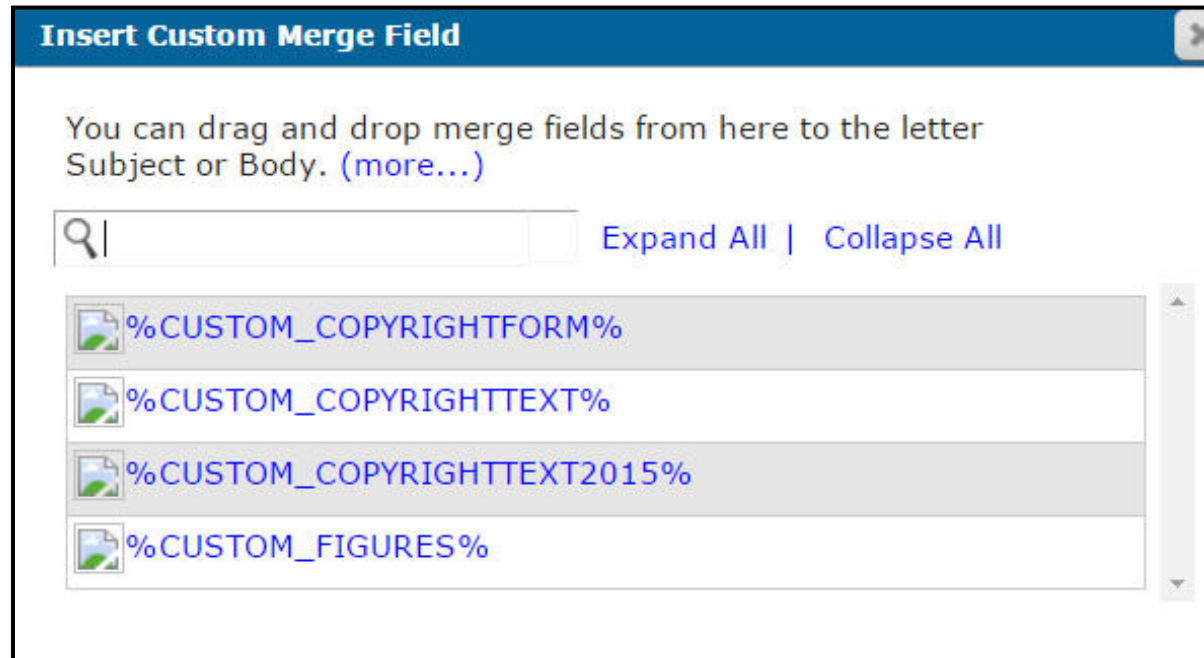 Insert Custom Merge Field
You can drag and drop merge fields from here to the letter
Subject or Body. (more...)
Expand All | Collapse All
%CUSTOM_COPYRIGHTFORM%
%CUSTOM_COPYRIGHTTEXT%
%CUSTOM_COPYRIGHTTEXT2015%
%CUSTOM_FIGURES%